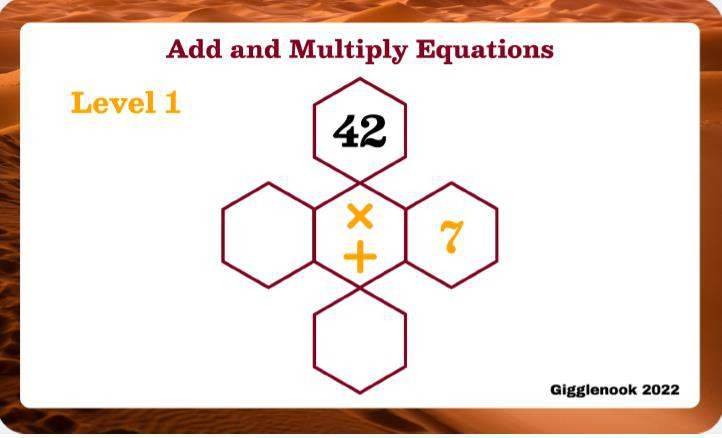 Add and Multiply Equations
Level 1
42
×
+
7
Gigglenook 2022